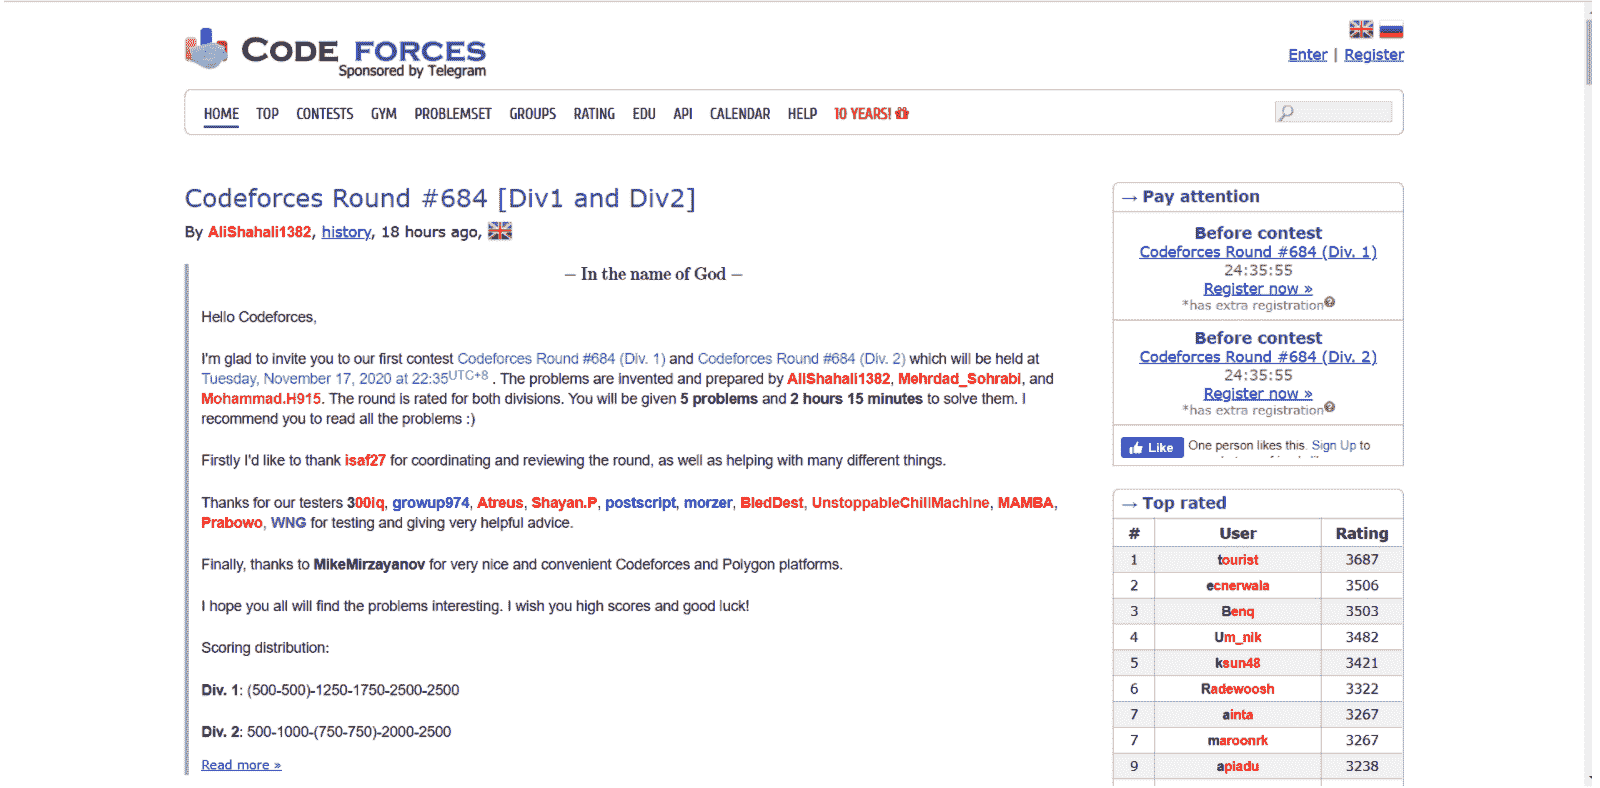 CODE FORCES
Sponsored by Telegram
Enter | Register
HOME TOP CONTESTS GYM PROBLEMSET GROUPS RATING EDU API CALENDAR HELP 10 YEARS!
Codeforces Round #684 [Div1 and Div2]
By AliShahali1382, history, 18 hours ago,
– In the name of God –
Hello Codeforces,
I'm glad to invite you to our first contest Codeforces Round #684 (Div. 1) and Codeforces Round #684 (Div. 2) which will be held at
Tuesday, November 17, 2020 at 22:35UTC+8 . The problems are invented and prepared by AliShahali1382, Mehrdad_Sohrabi, and
Mohammad.H915. The round is rated for both divisions. You will be given 5 problems and 2 hours 15 minutes to solve them. I
recommend you to read all the problems :)
Firstly I'd like to thank isaf27 for coordinating and reviewing the round, as well as helping with many different things.
Thanks for our testers 300iq, growup974, Atreus, Shayan.P, postscript, morzer, BledDest, UnstoppableChillMachine, MAMBA,
Prabowo, WNG for testing and giving very helpful advice.
Finally, thanks to MikeMirzayanov for very nice and convenient Codeforces and Polygon platforms.
I hope you all will find the problems interesting. I wish you high scores and good luck!
Scoring distribution:
Div. 1: (500-500)-1250-1750-2500-2500
Div. 2: 500-1000-(750-750)-2000-2500
Read more »
→ Pay attention
Before contest
Codeforces Round #684 (Div. 1)
24:35:55
Register now »
*has extra registration
Before contest
Codeforces Round #684 (Div. 2)
24:35:55
Register now »
*has extra registration
Like One person likes this. Sign Up to
→ Top rated
# User Rating
1 tourist 3687
2 ecnerwala 3506
3 Benq 3503
4 Um_nik 3482
5 ksun48 3421
6 Radewoosh 3322
7 ainta 3267
7 maroonrk 3267
9 apiadu 3238